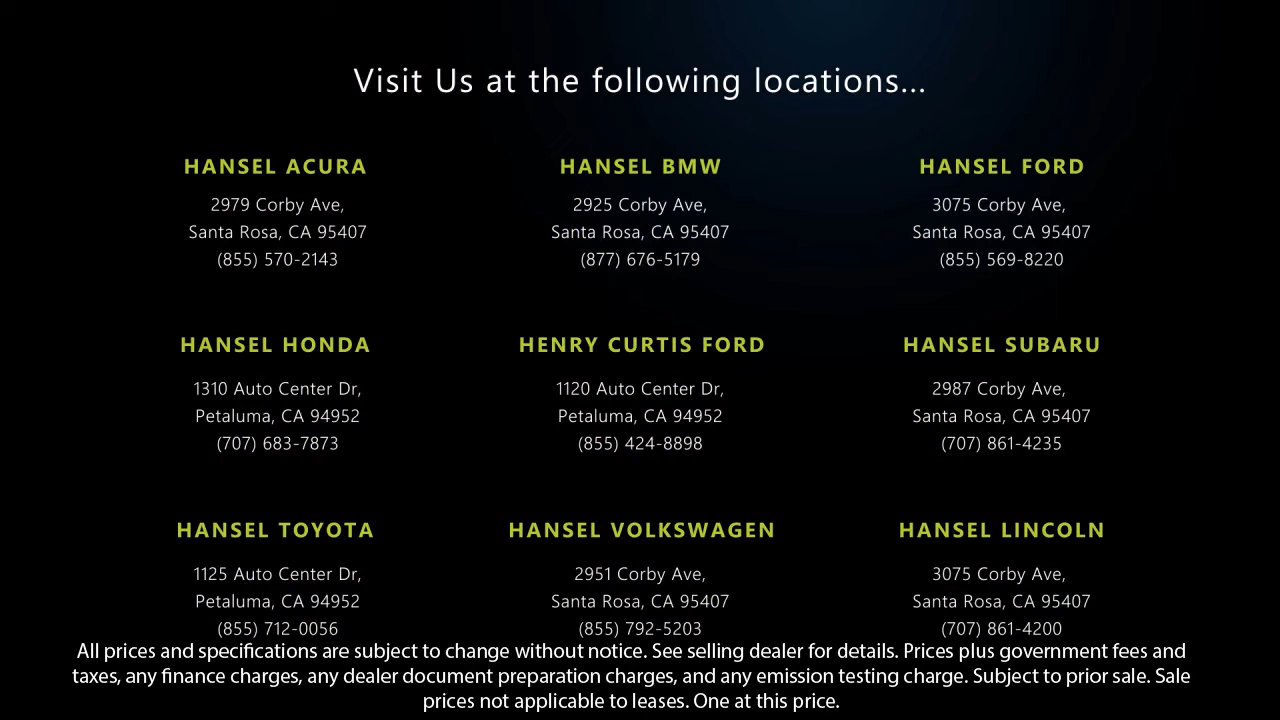 Visit Us at the following locations...
HANSEL ACURA
2979 Corby Ave,
Santa Rosa, CA 95407
(855) 570-2143
HANSEL BMW
2925 Corby Ave,
Santa Rosa, CA 95407
(877) 676-5179
HANSEL FORD
3075 Corby Ave,
Santa Rosa, CA 95407
(855) 569-8220
HANSEL HONDA
1310 Auto Center Dr,
Petaluma, CA 94952
(707) 683-7873
HENRY CURTIS FORD
1120 Auto Center Dr,
Petaluma, CA 94952
(855) 424-8898
HANSEL SUBARU
2987 Corby Ave,
Santa Rosa, CA 95407
(707) 861-4235
HANSEL TOYOTA
1125 Auto Center Dr,
Petaluma, CA 94952
(855) 712-0056
HANSEL VOLKSWAGEN
2951 Corby Ave,
Santa Rosa, CA 95407
(855) 792-5203
HANSEL LINCOLN
3075 Corby Ave,
Santa Rosa, CA 95407
(707) 861-4200
All prices and specifications are subject to change without notice. See selling dealer for details. Prices plus government fees and
taxes, any finance charges, any dealer document preparation charges, and any emission testing charge. Subject to prior sale. Sale
prices not applicable to leases. One at this price.